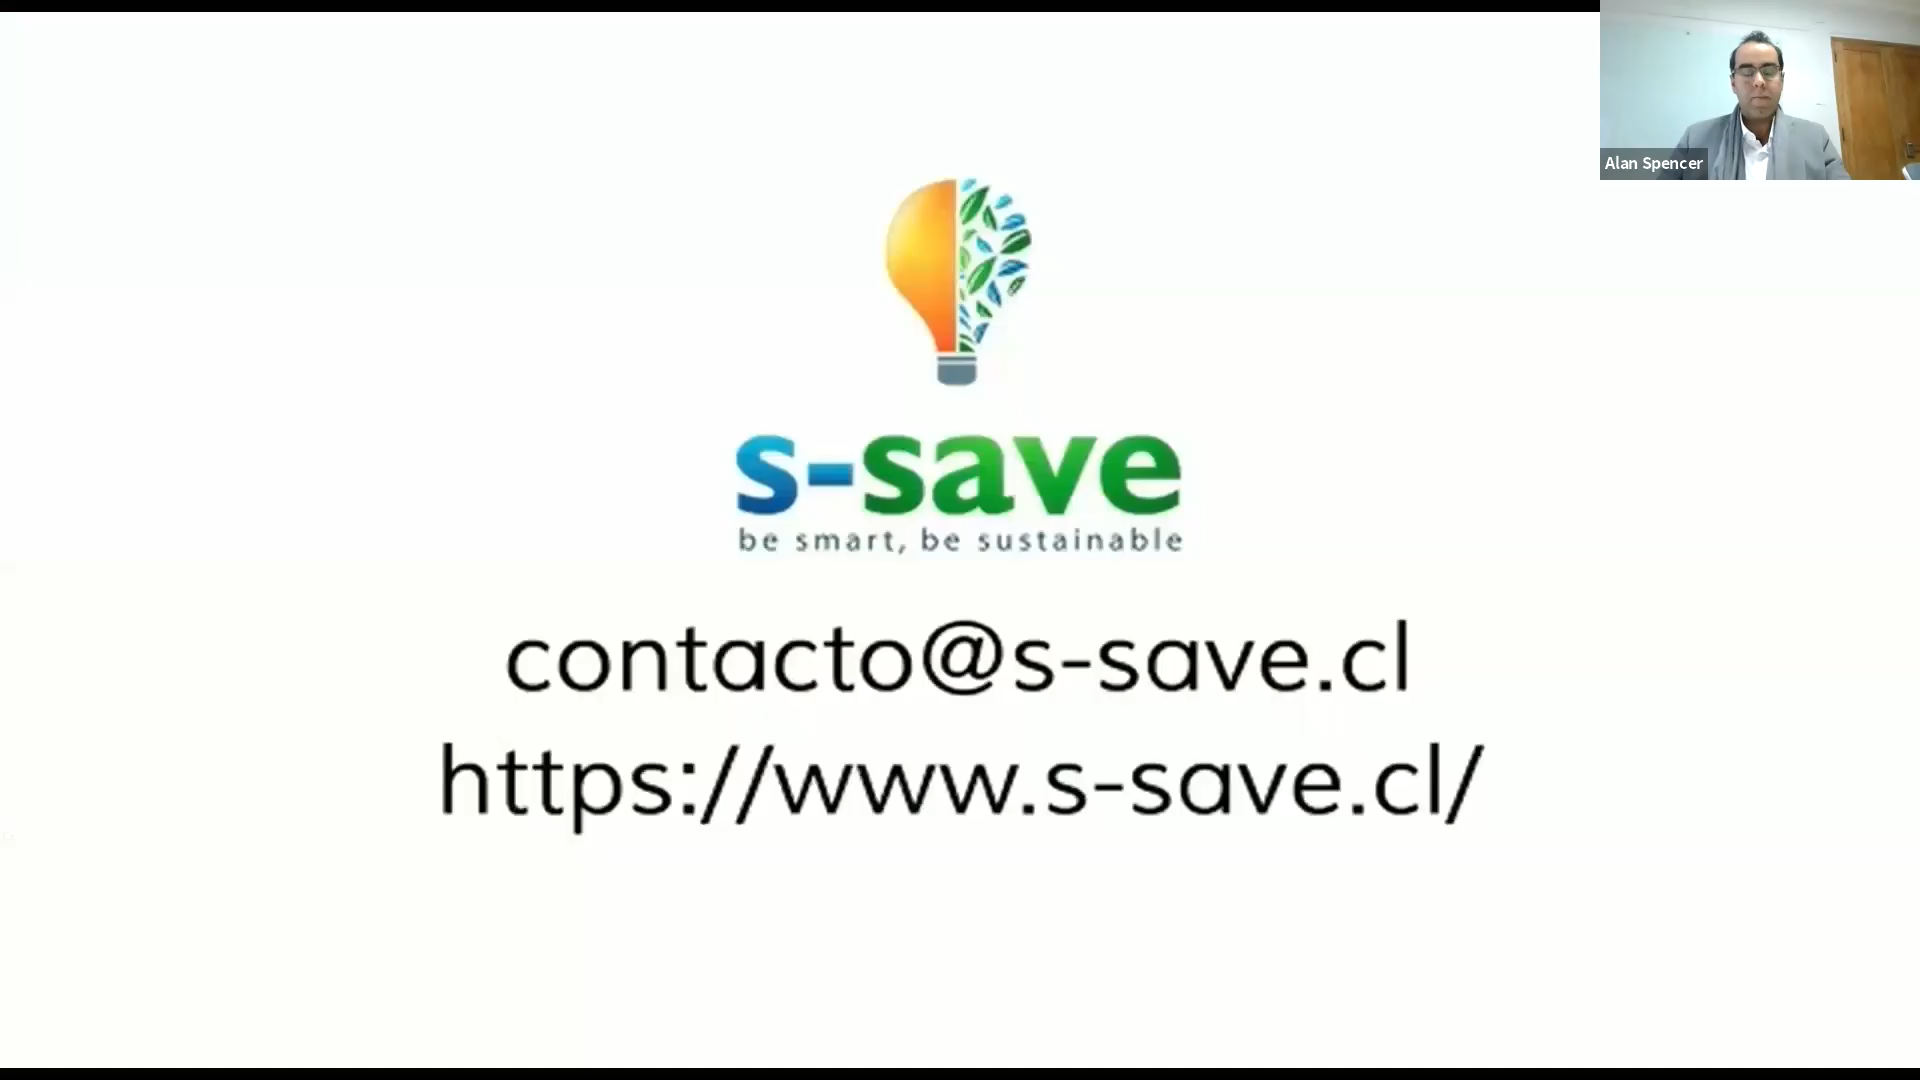 Alan Spencer
s-save
be smart, be sustainable
contacto@s-save.cl
https://www.s-save.cl/